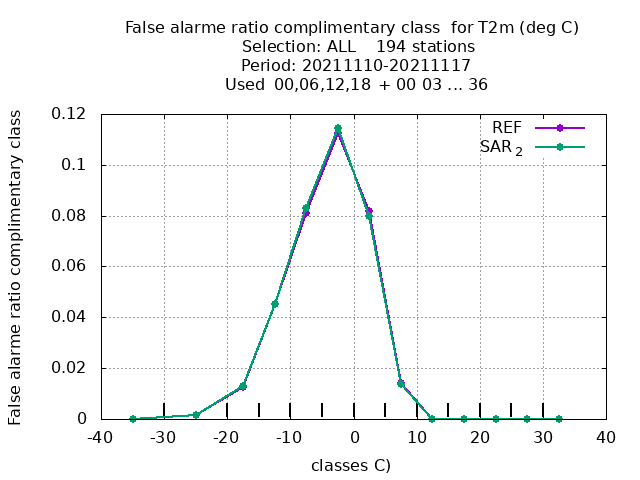 False alarme ratio complimentary class  for T2m (deg C)
Selection: ALL    194 stations
Period: 20211110-20211117
Used  00,06,12,18 + 00 03 ... 36
False alarme ratio complimentary class
0.12
0.1
0.08
0.06
0.04
0.02
0
REF
SAR2
-40 -30 -20 -10 0 10 20 30 40
classes C)